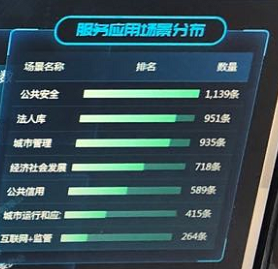 服务应用场景分布
场景名称 排名 数量
公共安全 1,139条
法人库 951条
城市管理 935条
经济社会发展 718条
公共信用 589条
城市运行和应 415条
互联网+监管 264条